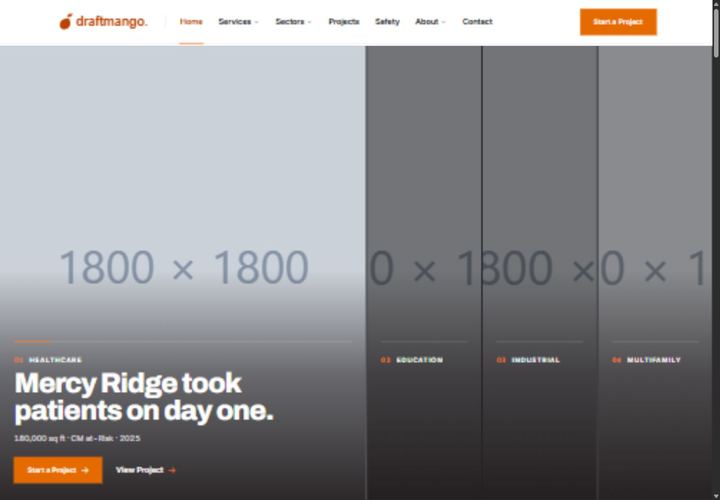 draftmango.
Home Services Sectors Projects Safety About Contact
Start a Project
1800 × 1800
0 × 1
800 ×
0 × 1
01 HEALTHCARE
Mercy Ridge took
patients on day one.
180,000 sq ft · CM at-Risk · 2025
Start a Project →
View Project →
02 EDUCATION
03 INDUSTRIAL
04 MULTIFAMILY